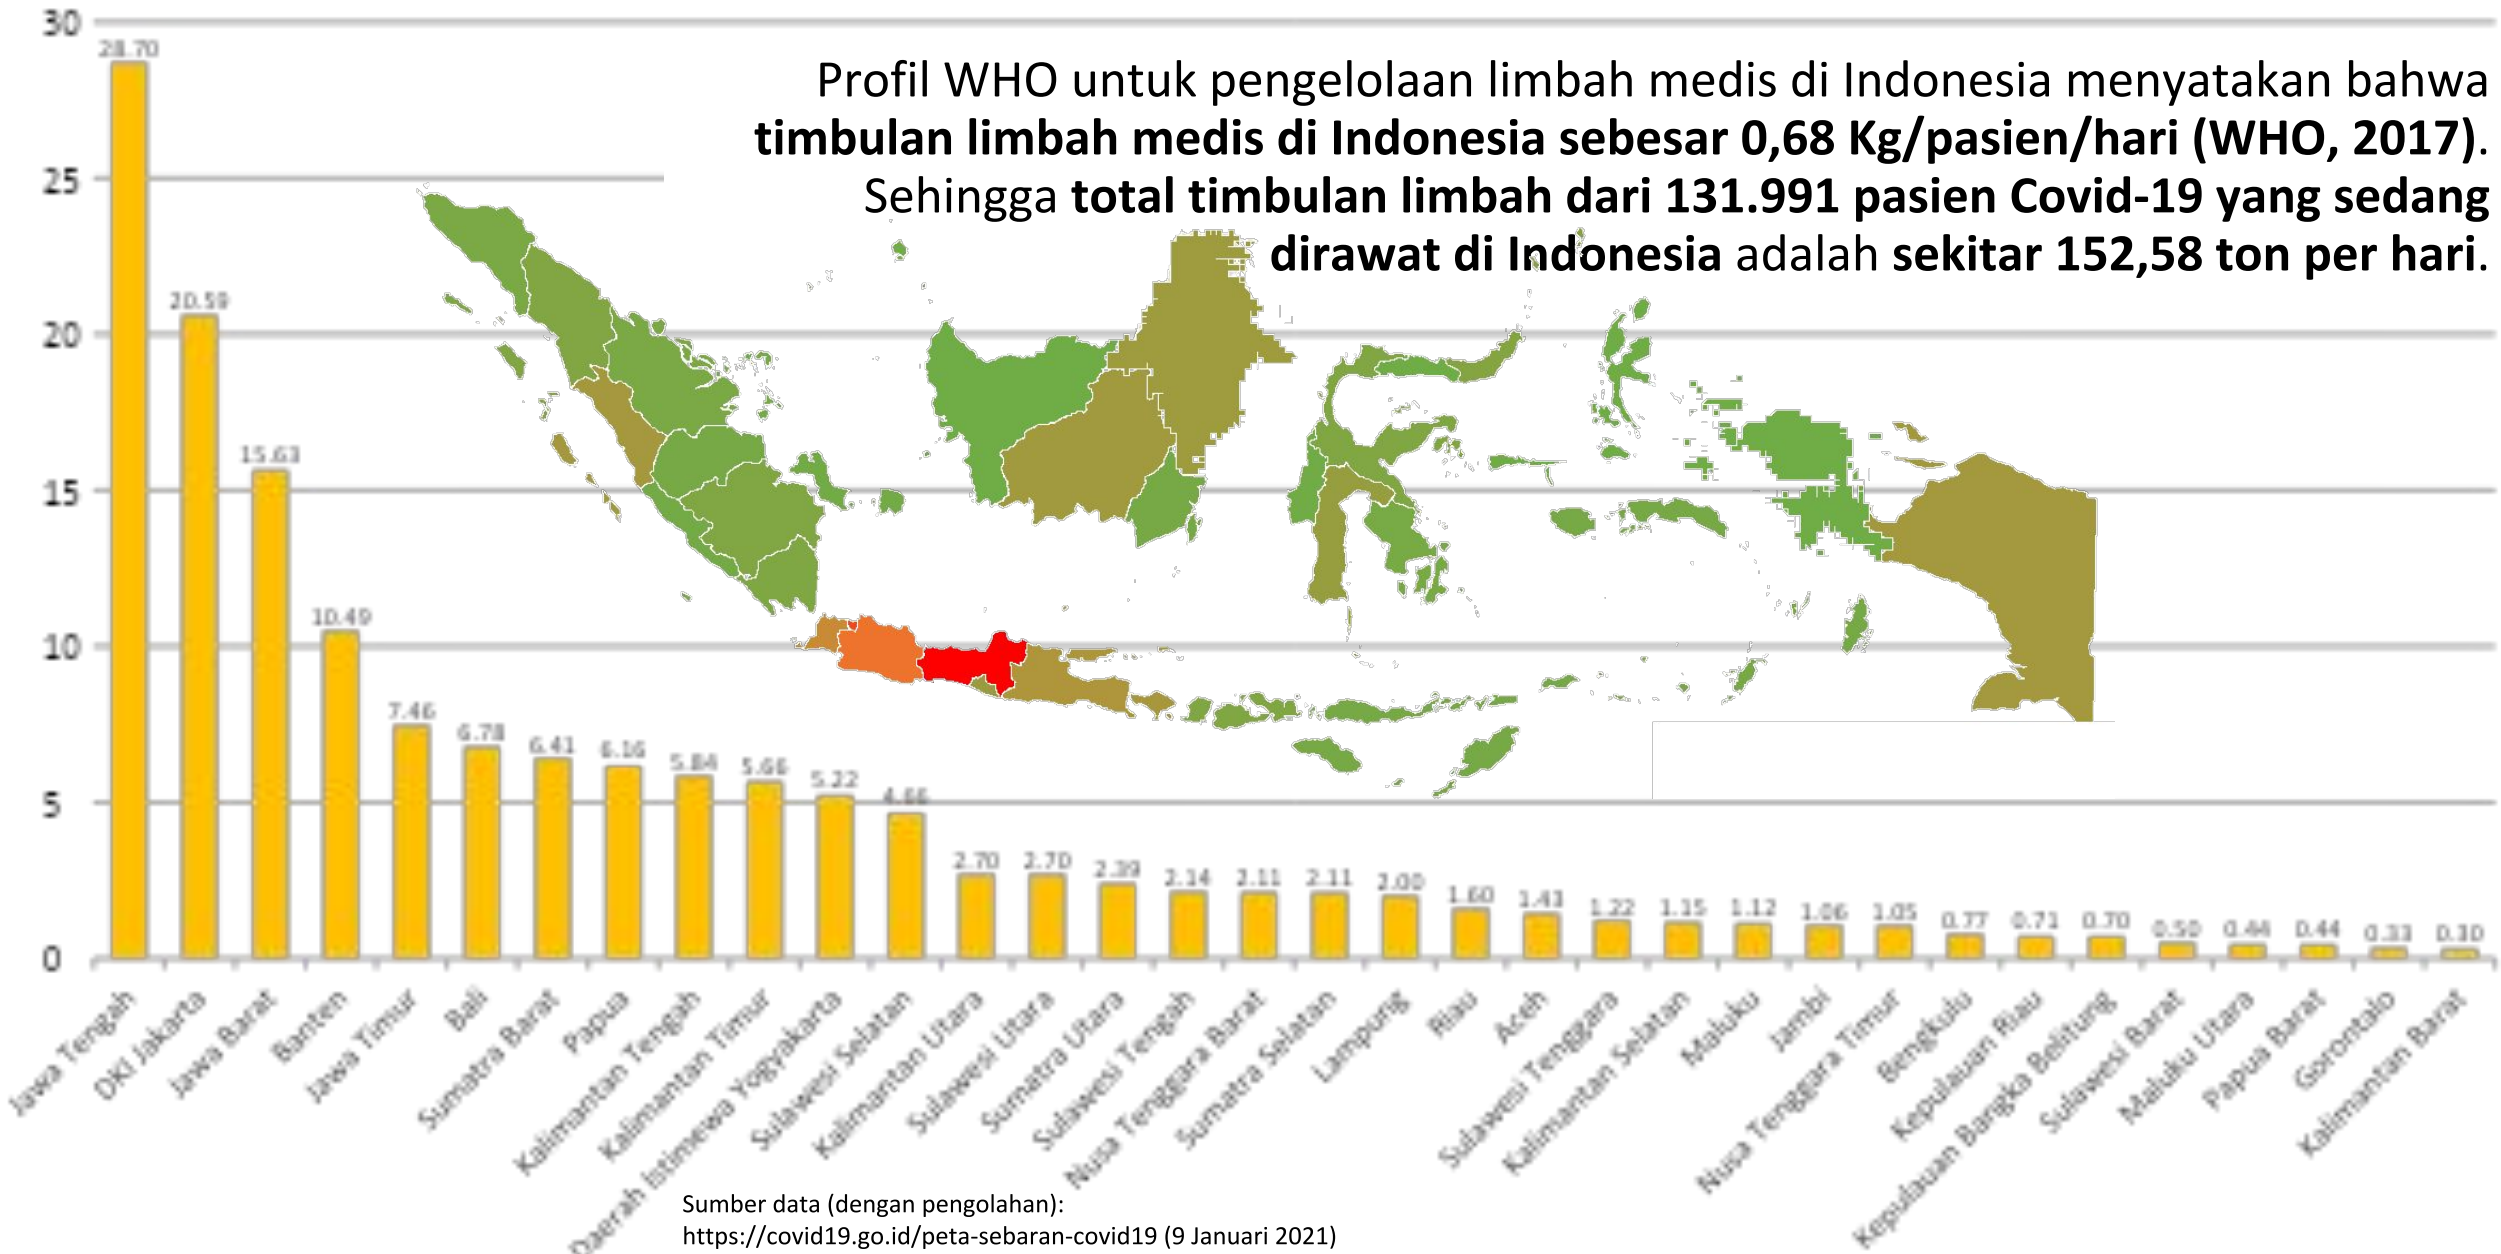 30
28.70
Profil WHO untuk pengelolaan limbah medis di Indonesia menyatakan bahwa
timbulan limbah medis di Indonesia sebesar 0,68 Kg/pasien/hari (WHO, 2017).
Sehingga total timbulan limbah dari 131.991 pasien Covid-19 yang sedang
dirawat di Indonesia adalah sekitar 152,58 ton per hari.
25
20.59
20
15.63
15
10.49
10
7.46
6.78
6.41
6.16
5.84
5.66
5.22
4.66
5
2.70
2.70
2.39
2.14
2.11
2.11
2.00
1.60
1.43
1.22
1.15
1.12
1.06
1.05
0.77
0.71
0.70
0.50
0.44
0.44
0.33
0.30
0
Jawa Tengah
DKI Jakarta
Jawa Barat
Banten
Jawa Timur
Bali
Sumatra Barat
Papua
Kalimantan Tengah
Kalimantan Timur
Daerah Istimewa Yogyakarta
Sulawesi Selatan
Kalimantan Utara
Sulawesi Utara
Sumatra Utara
Sulawesi Tengah
Nusa Tenggara Barat
Sumatra Selatan
Lampung
Riau
Aceh
Sulawesi Tenggara
Kalimantan Selatan
Maluku
Jambi
Nusa Tenggara Timur
Bengkulu
Kepulauan Riau
Kepulauan Bangka Belitung
Sulawesi Barat
Maluku Utara
Papua Barat
Gorontalo
Kalimantan Barat
Sumber data (dengan pengolahan):
https://covid19.go.id/peta-sebaran-covid19 (9 Januari 2021)